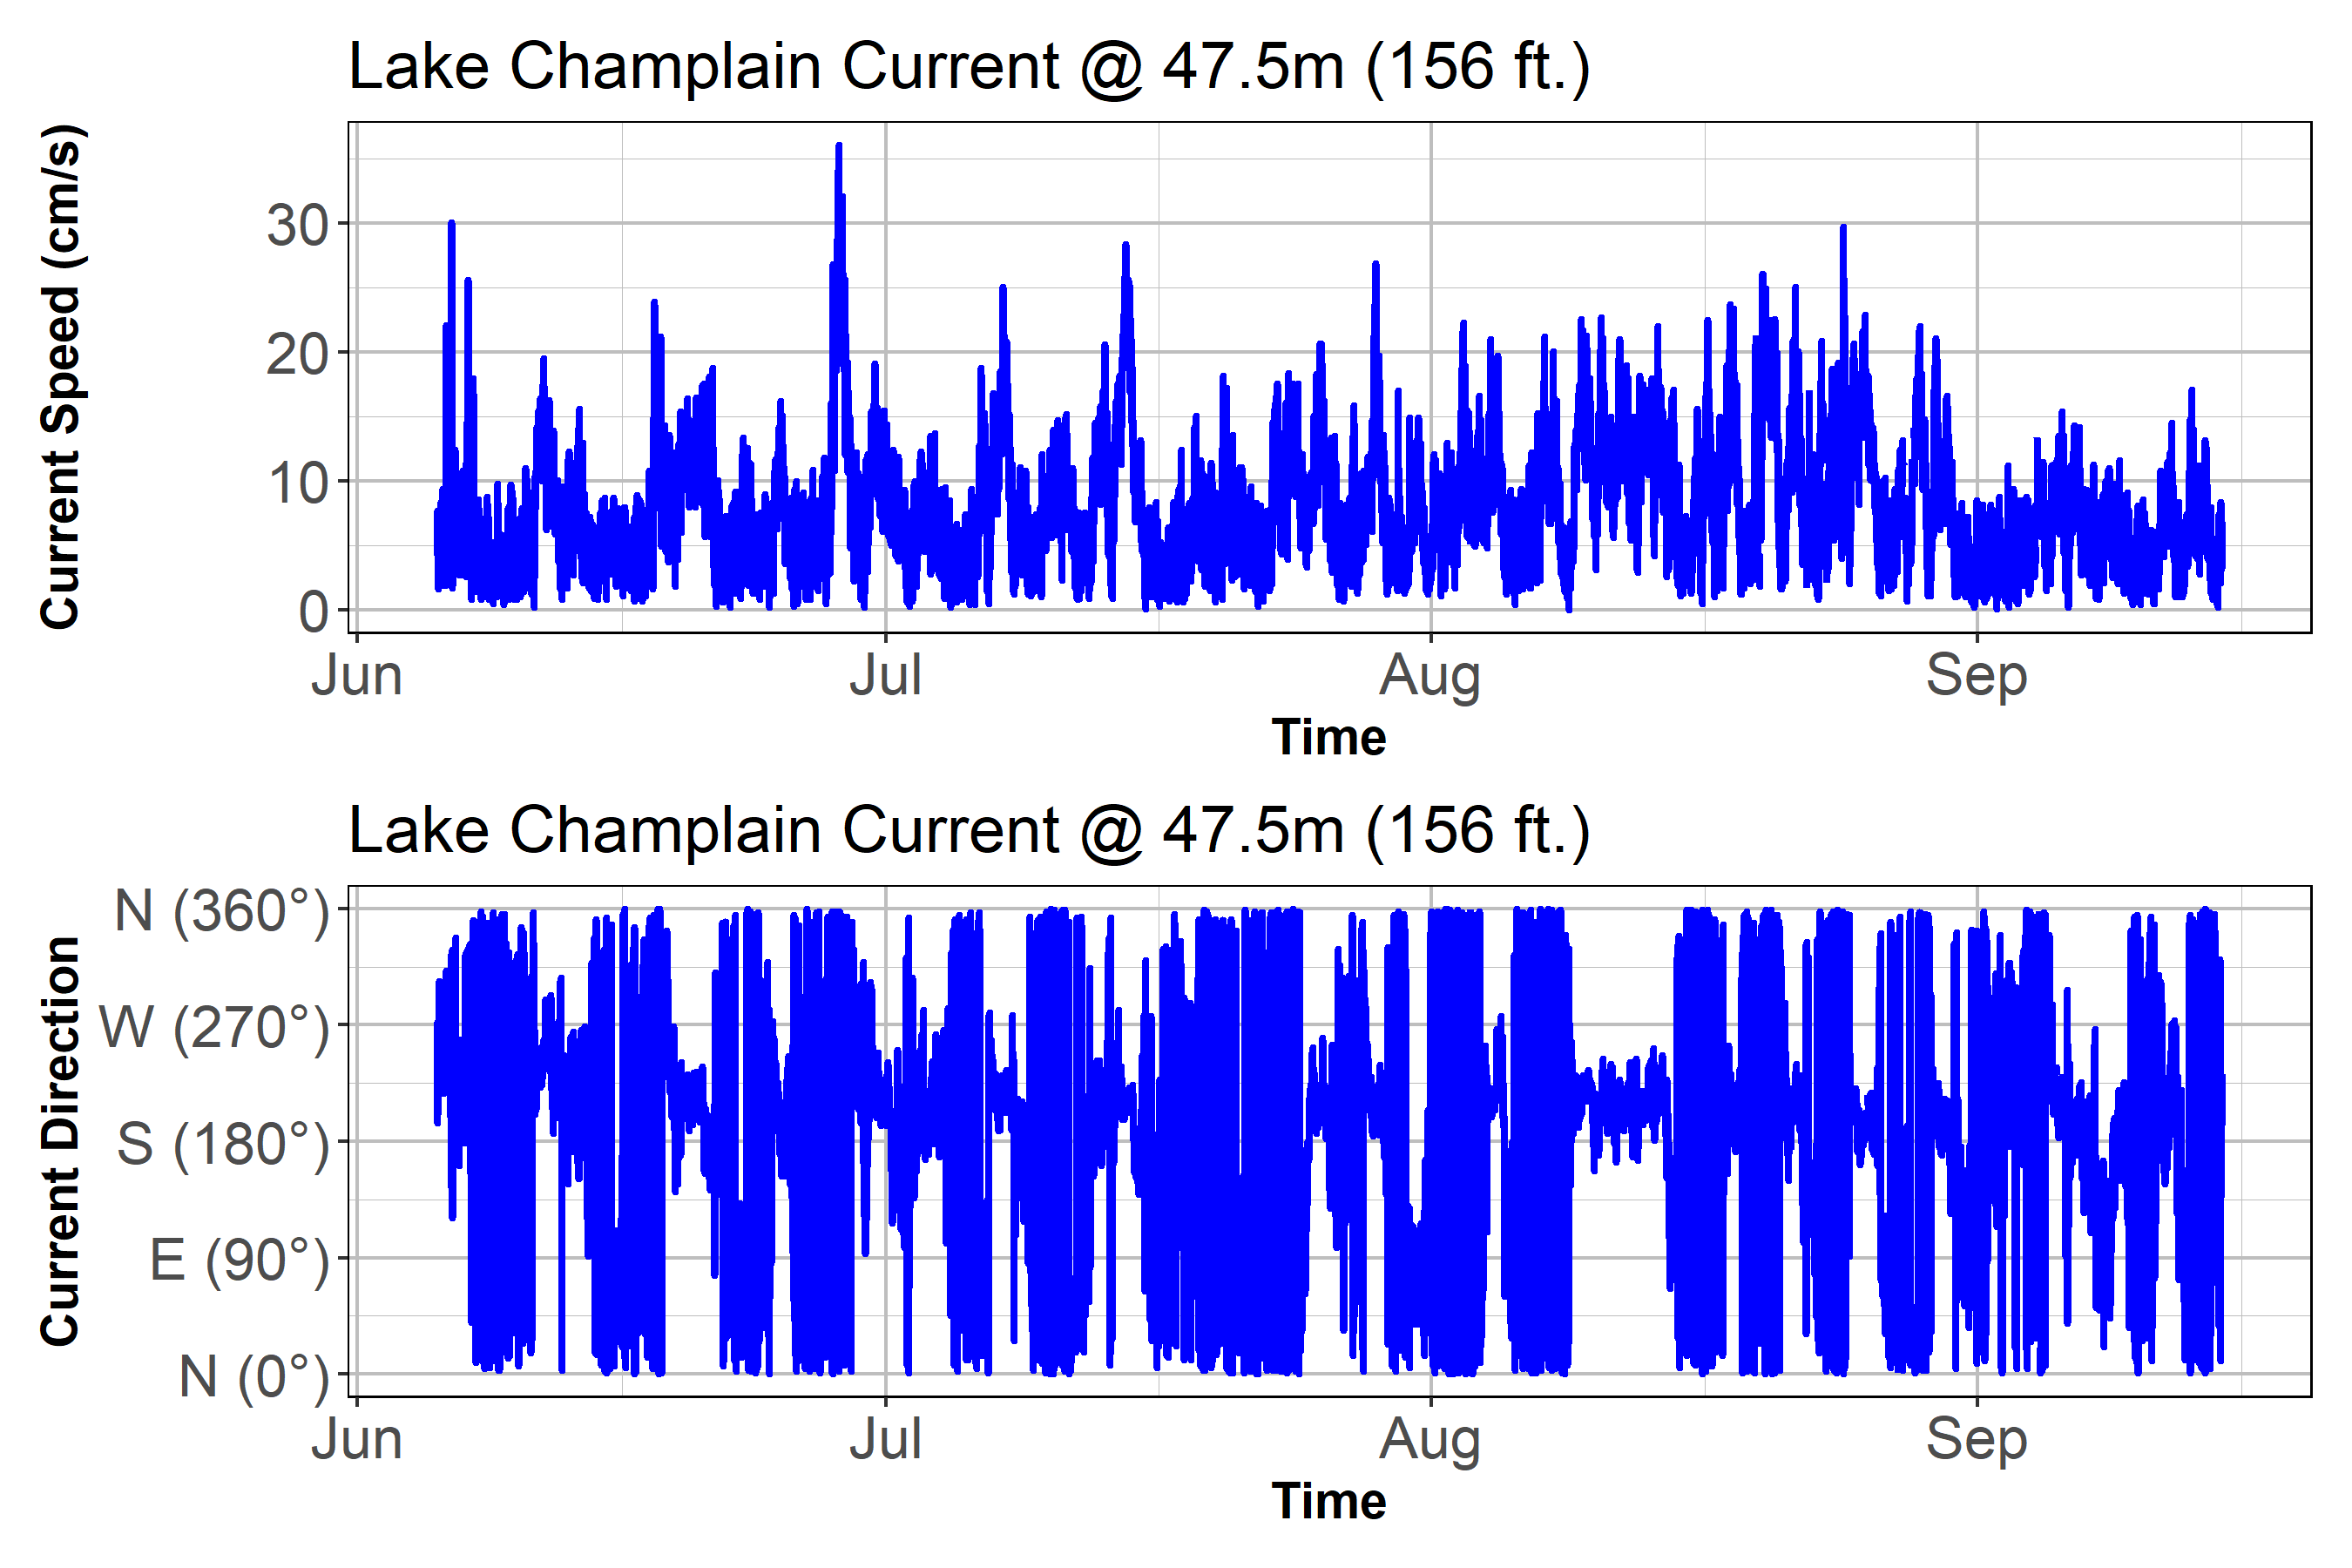 Lake Champlain Current @ 47.5m (156 ft.)
Current Speed (cm/s)
30
20
10
0
Jun Jul Aug Sep
Time
Lake Champlain Current @ 47.5m (156 ft.)
Current Direction
N (360°)
W (270°)
S (180°)
E (90°)
N (0°)
Jun Jul Aug Sep
Time